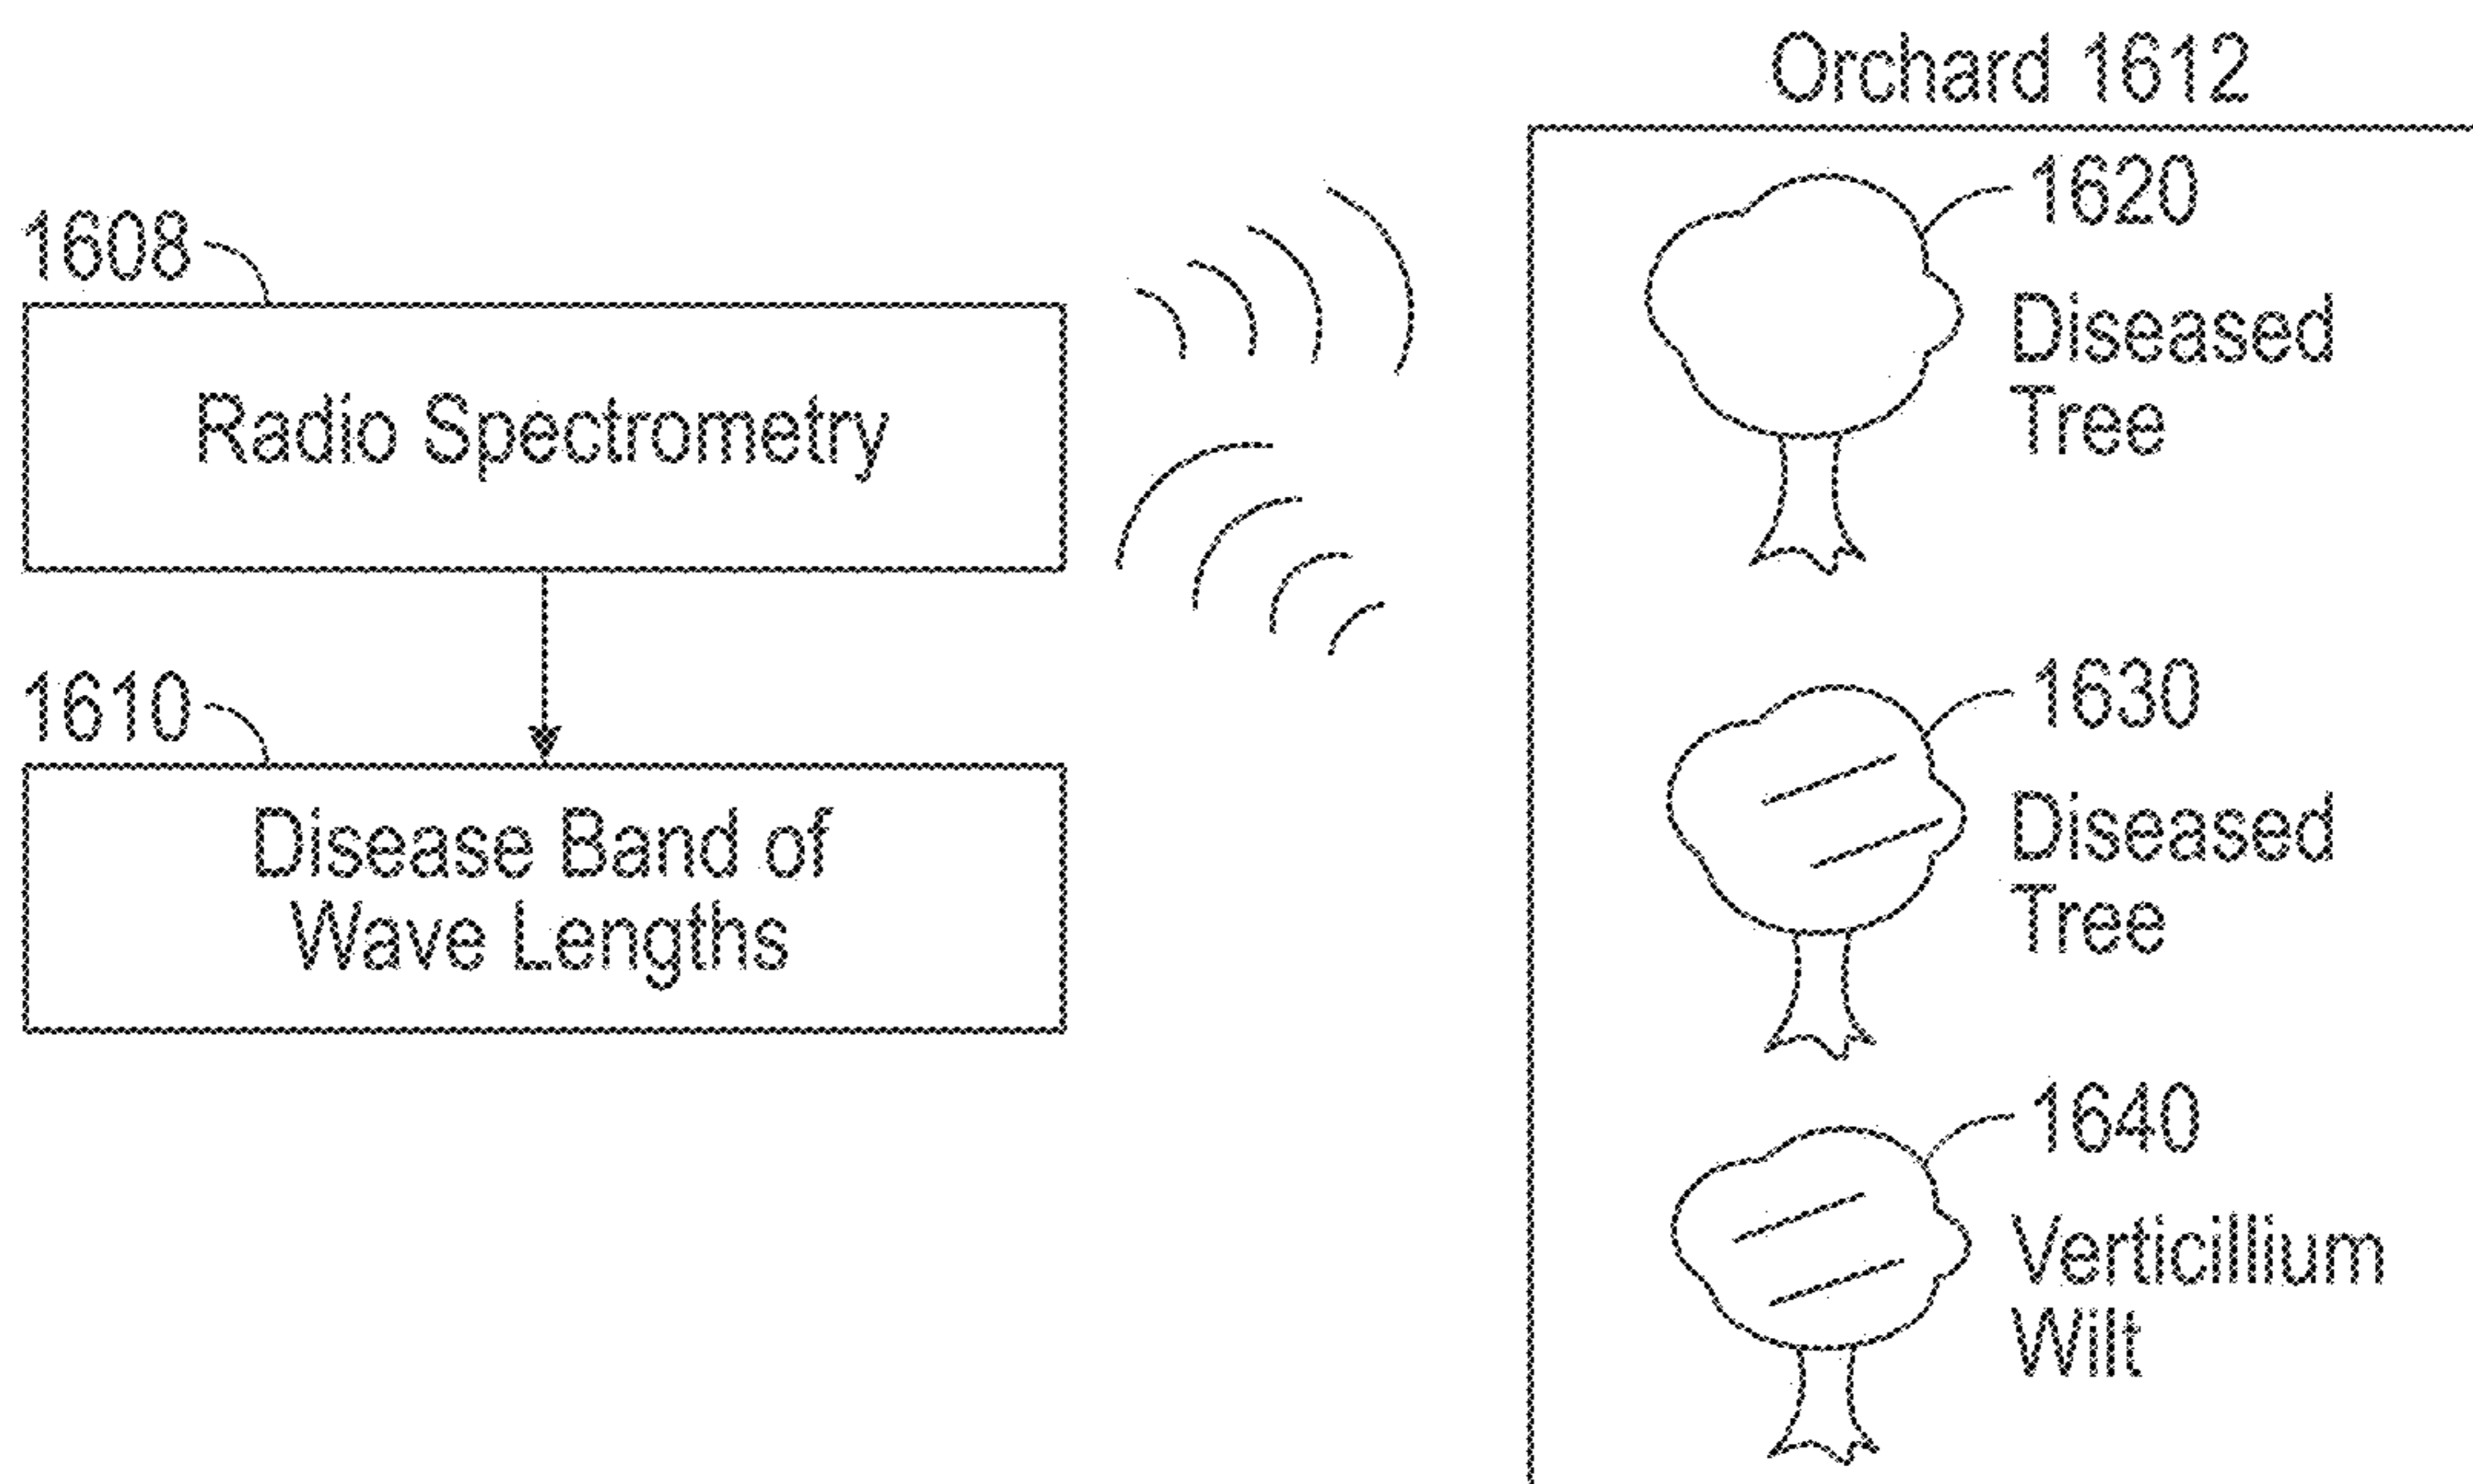 Orchard 1612
1608
Radio Spectrometry
1610
Disease Band of
Wave Lengths
1620
Diseased
Tree
1630
Diseased
Tree
1640
Verticillium
Wilt